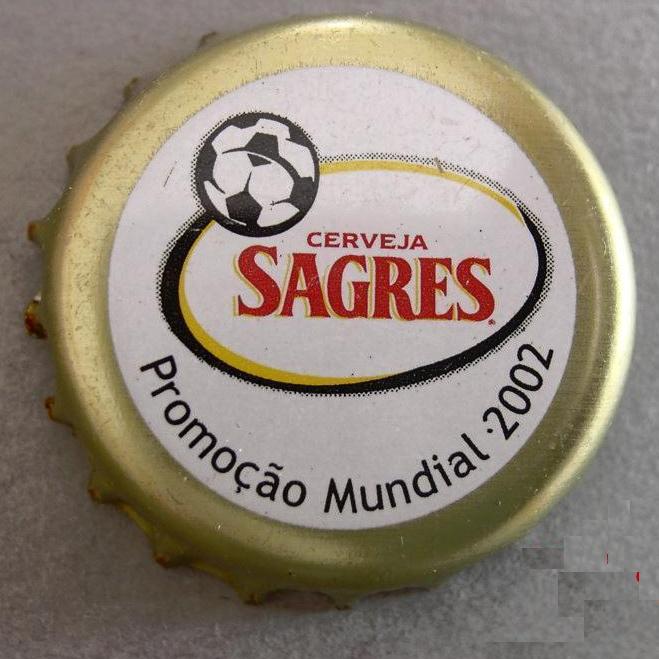 CERVEJA
SAGRES
Promoção Mundial 2002